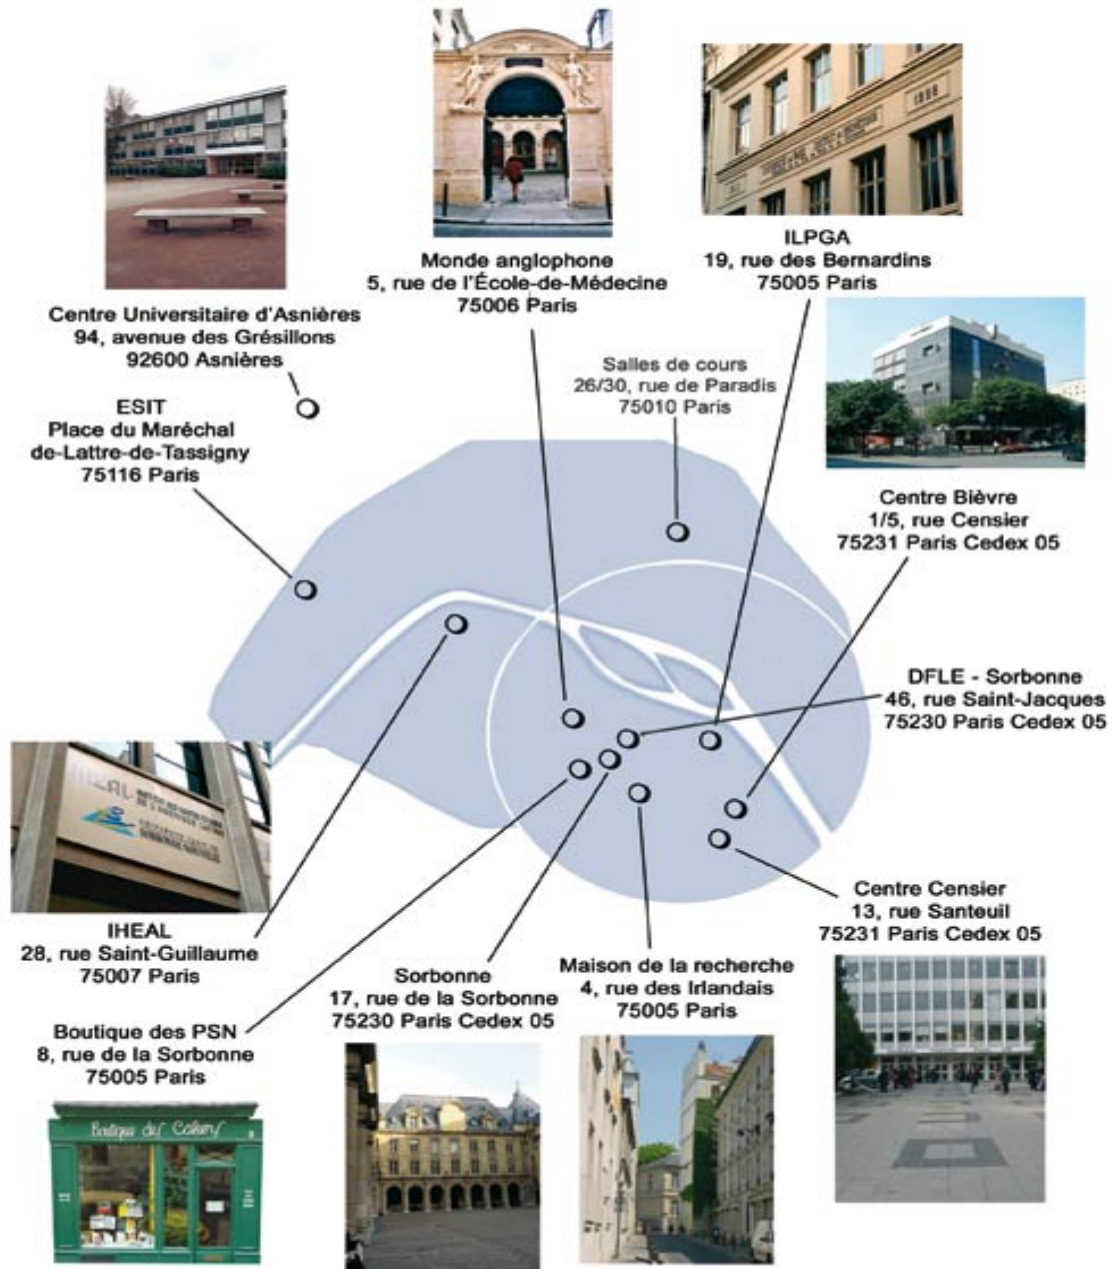 Monde anglophone
5, rue de l'École-de-Médecine
75006 Paris
1888
ILPGA
19, rue des Bernardins
75005 Paris
Centre Universitaire d'Asnières
94, avenue des Grésillons
92600 Asnières
Salles de cours
26/30, rue de Paradis
75010 Paris
ESIT
Place du Maréchal
de-Lattre-de-Tassigny
75116 Paris
Centre Bièvre
1/5, rue Censier
75231 Paris Cedex 05
DFLE - Sorbonne
46, rue Saint-Jacques
75230 Paris Cedex 05
IHEAL
IHEAL
28, rue Saint-Guillaume
75007 Paris
Centre Censier
13, rue Santeuil
75231 Paris Cedex 05
Sorbonne
17, rue de la Sorbonne
75230 Paris Cedex 05
Maison de la recherche
4, rue des Irlandais
75005 Paris
Boutique des PSN
8, rue de la Sorbonne
75005 Paris
Boutique des Cahiers